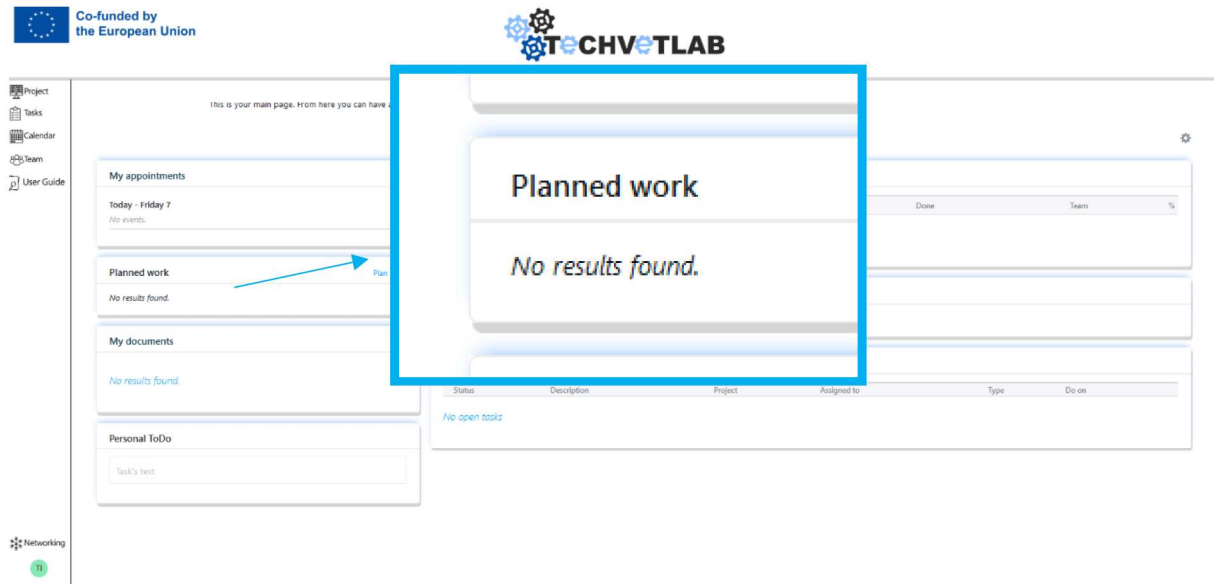 Co-funded by
the European Union
TeCHVeTLAB
Project
Tasks
Calendar
Team
User Guide
Networking
TI
This is your main page. From here you can have
My appointments
Today - Friday 7
No events.
Planned work Plan
No results found.
My documents
No results found.
Personal ToDo
Task's text
Planned work
No results found.
Done Team %
Status Description Project Assigned to Type Do on
No open tasks